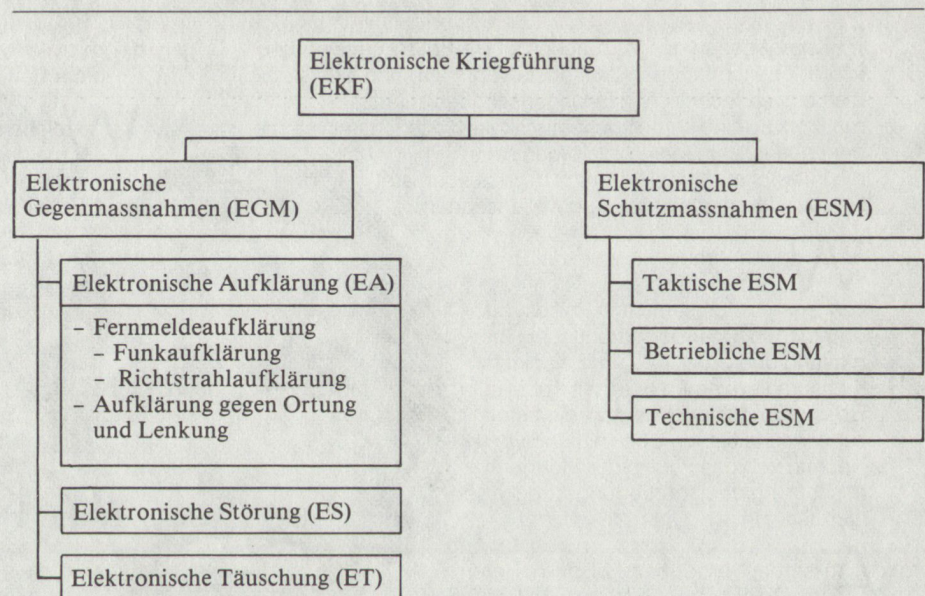 Elektronische Kriegführung
(EKF)
Elektronische
Gegenmassnahmen (EGM)
Elektronische Aufklärung (EA)
– Fernmeldeaufklärung
– Funkaufklärung
– Richtstrahlaufklärung
– Aufklärung gegen Ortung
und Lenkung
Elektronische Störung (ES)
Elektronische Täuschung (ET)
Elektronische
Schutzmassnahmen (ESM)
Taktische ESM
Betriebliche ESM
Technische ESM